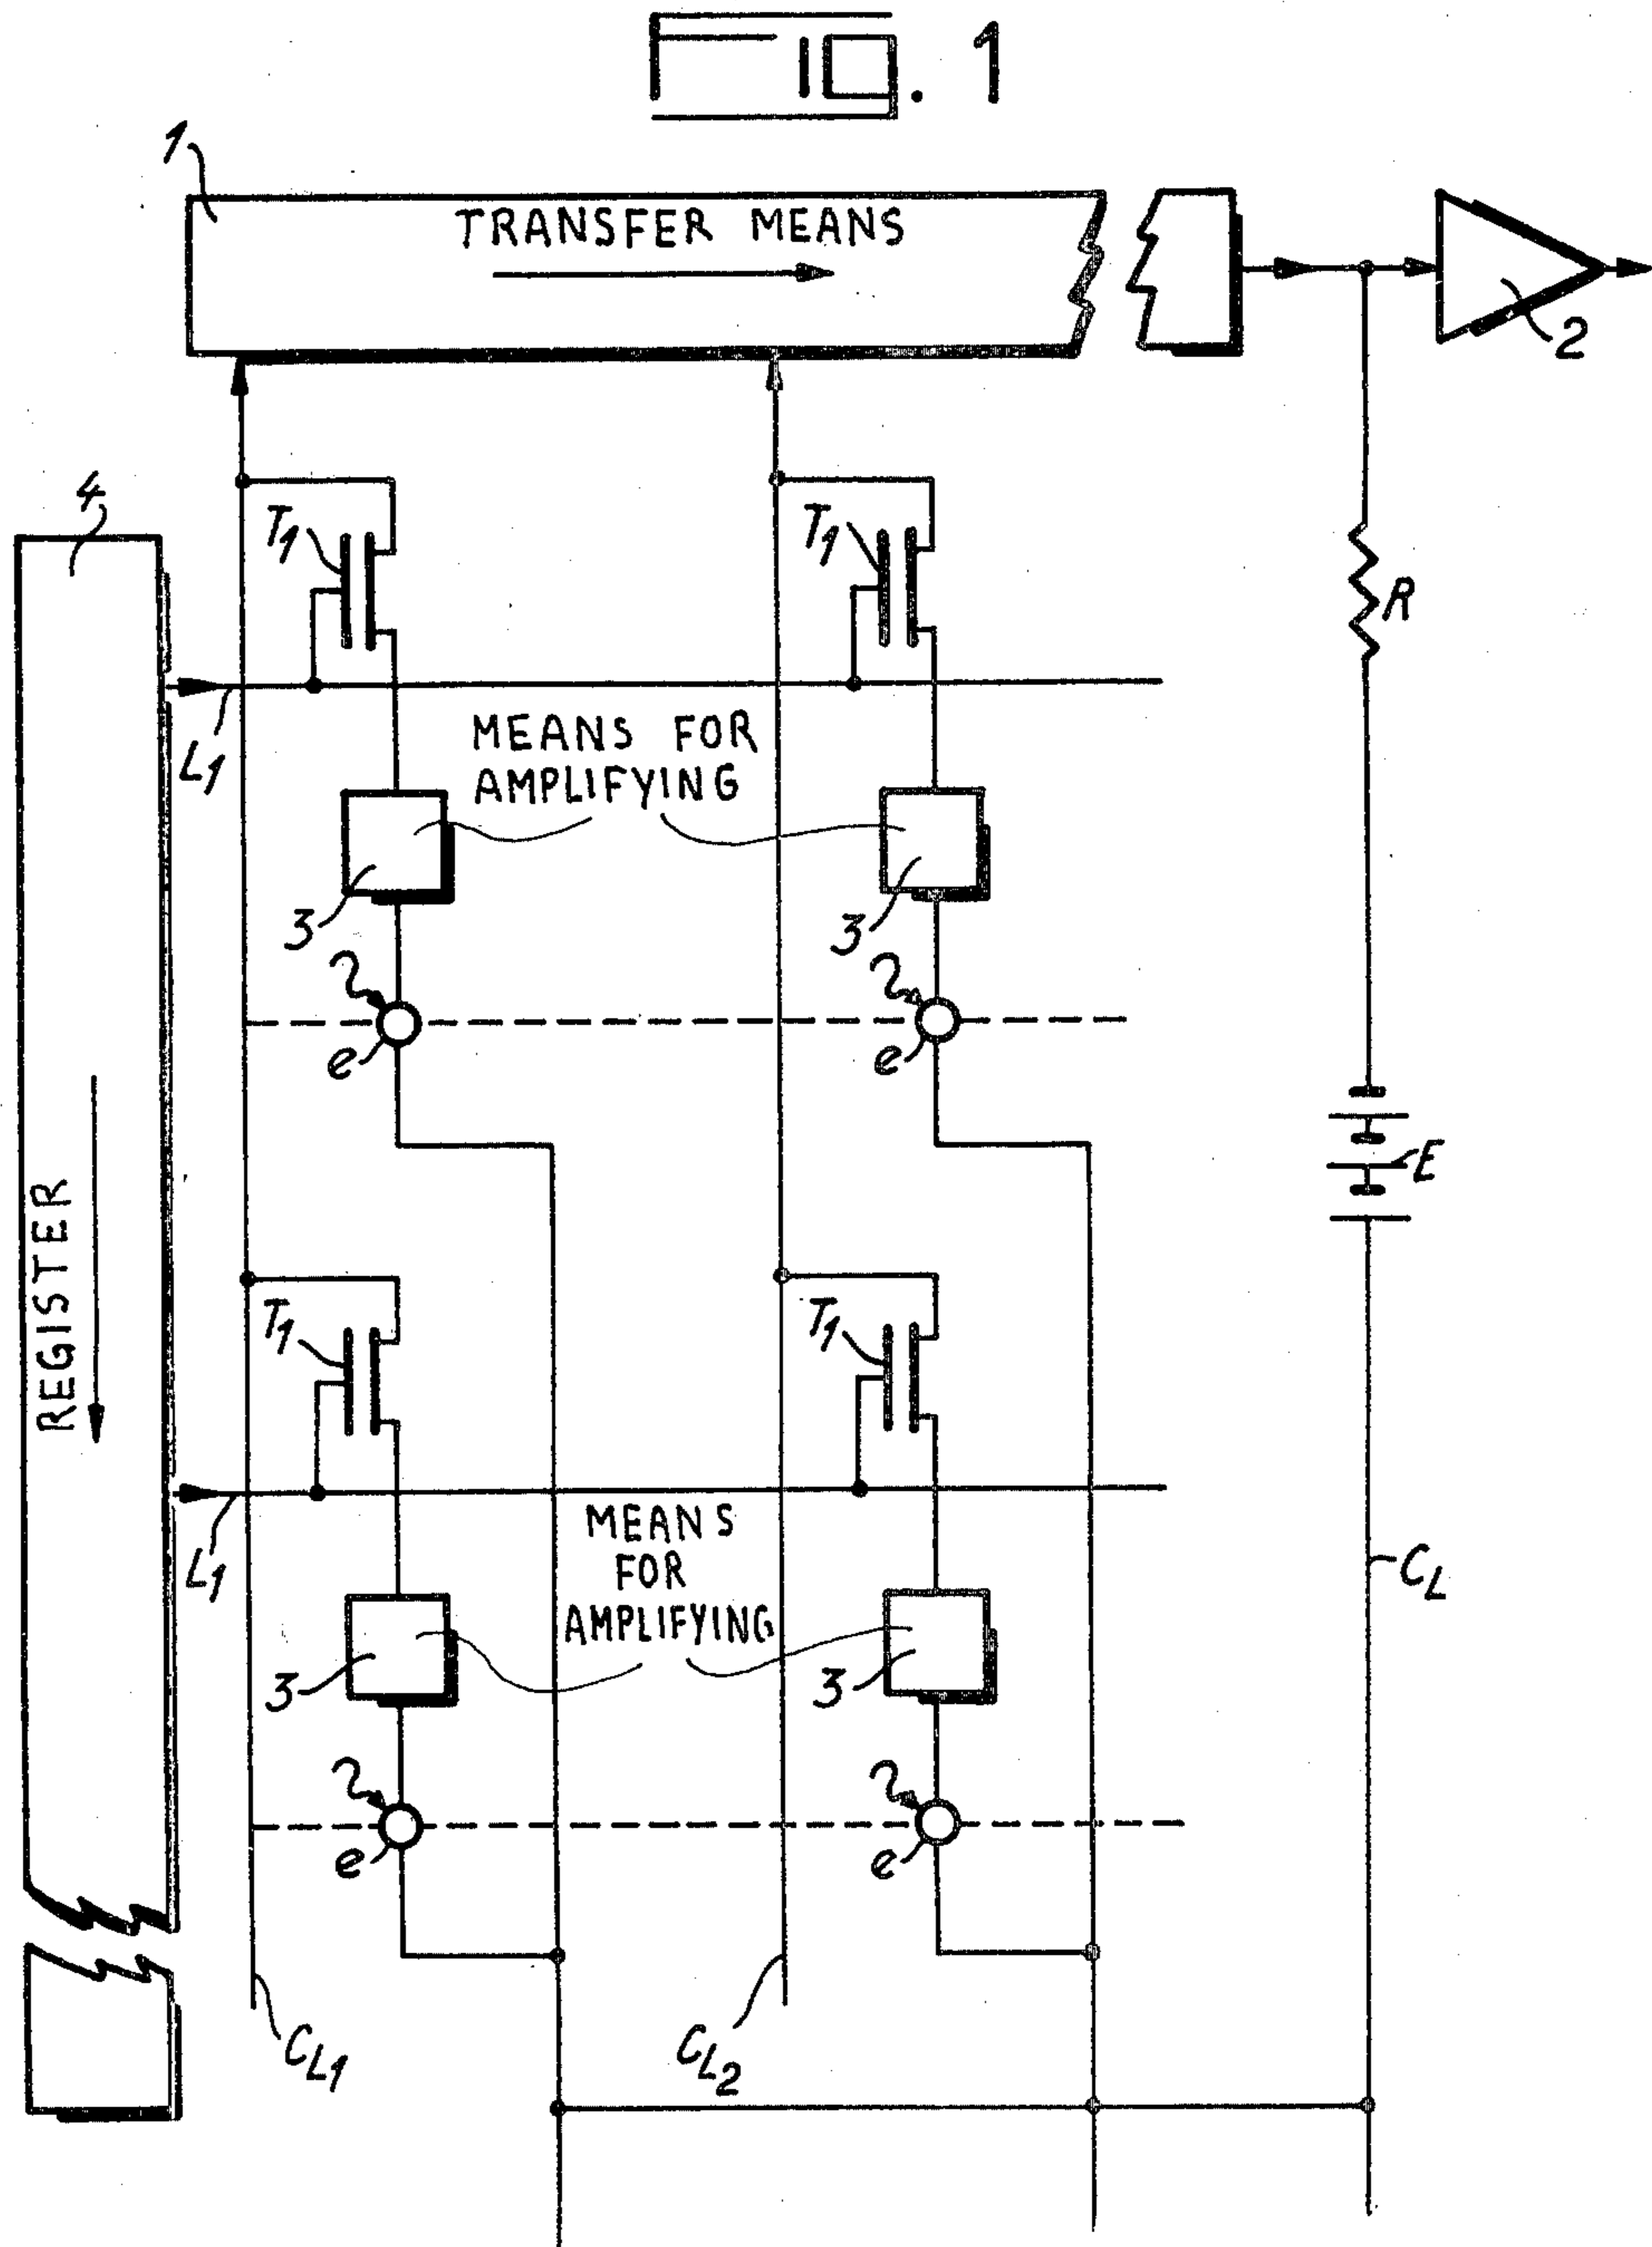 FIG. 1
1
TRANSFER MEANS
2
4
T1
T1
R
L1
MEANS FOR
AMPLIFYING
3
3
e
e
E
REGISTER
T1
T1
L1
MEANS
FOR
AMPLIFYING
CL
3
3
e
e
CL1
CL2